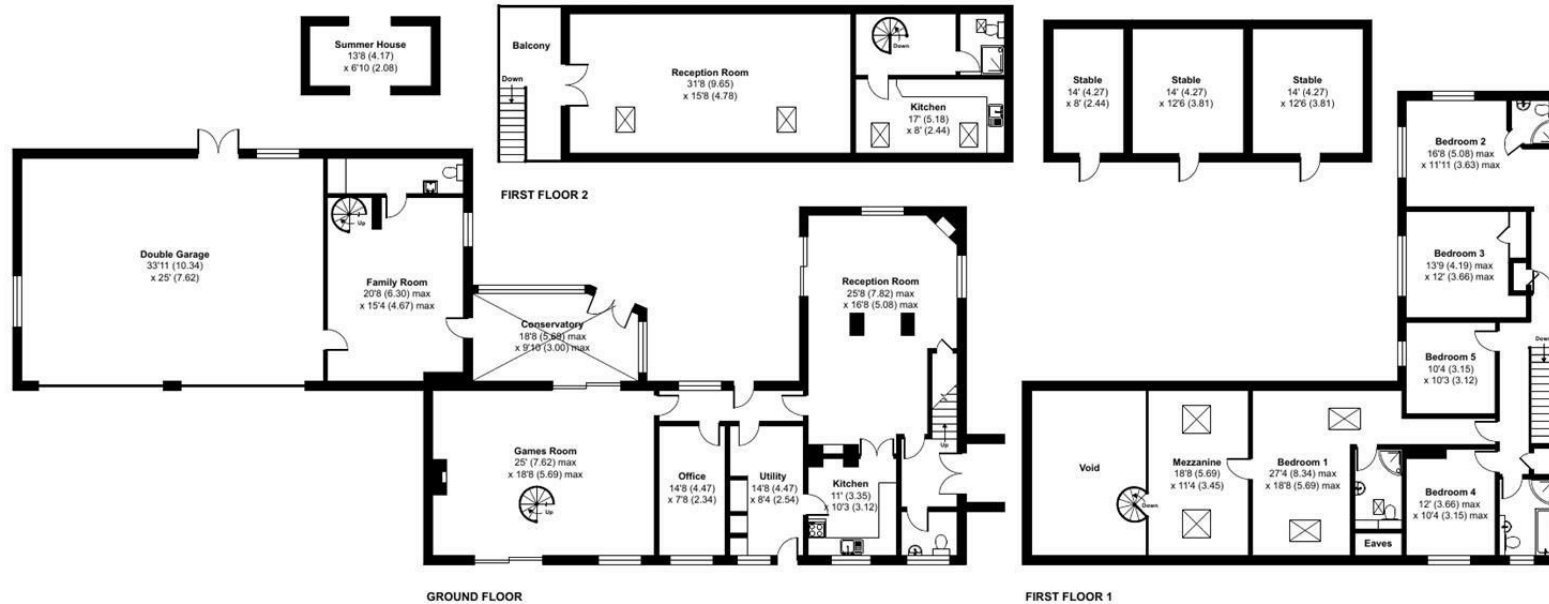 Summer House
13'8 (4.17)
x 6'10 (2.08)
Balcony
Down
Reception Room
31'8 (9.65)
x 15'8 (4.78)
Down
Kitchen
17' (5.18)
x 8' (2.44)
FIRST FLOOR 2
Stable
14' (4.27)
x 8' (2.44)
Stable
14' (4.27)
x 12'6 (3.81)
Stable
14' (4.27)
x 12'6 (3.81)
Double Garage
33'11 (10.34)
x 25' (7.62)
Up
Family Room
20'8 (6.30) max
x 15'4 (4.67) max
Conservatory
18'8 (5.69) max
x 9'10 (3.00) max
Reception Room
25'8 (7.82) max
x 16'8 (5.08) max
Up
Games Room
25' (7.62) max
x 18'8 (5.69) max
Up
Office
14'8 (4.47)
x 7'8 (2.34)
Utility
14'8 (4.47)
x 8'4 (2.54)
Kitchen
11' (3.35)
x 10'3 (3.12)
GROUND FLOOR
Bedroom 2
16'8 (5.08) max
x 11'11 (3.63) max
Bedroom 3
13'9 (4.19) max
x 12' (3.66) max
Bedroom 5
10'4 (3.15)
x 10'3 (3.12)
Down
Void
Down
Mezzanine
18'8 (5.69)
x 11'4 (3.45)
Bedroom 1
27'4 (8.34) max
x 18'8 (5.69) max
Eaves
Bedroom 4
12' (3.66) max
x 10'4 (3.15) max
FIRST FLOOR 1